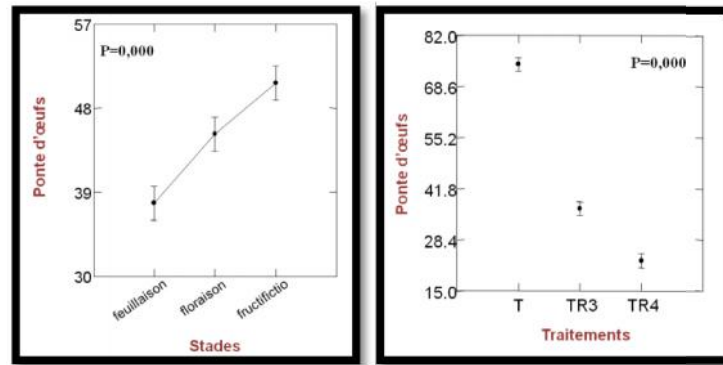 57
P=0,000
48
39
30
Ponte d'œufs
feuillaison
floraison
fructifictio
Stades
82.0
P=0,000
68.6
55.2
41.8
28.4
15.0
Ponte d'œufs
T TR3 TR4
Traitements